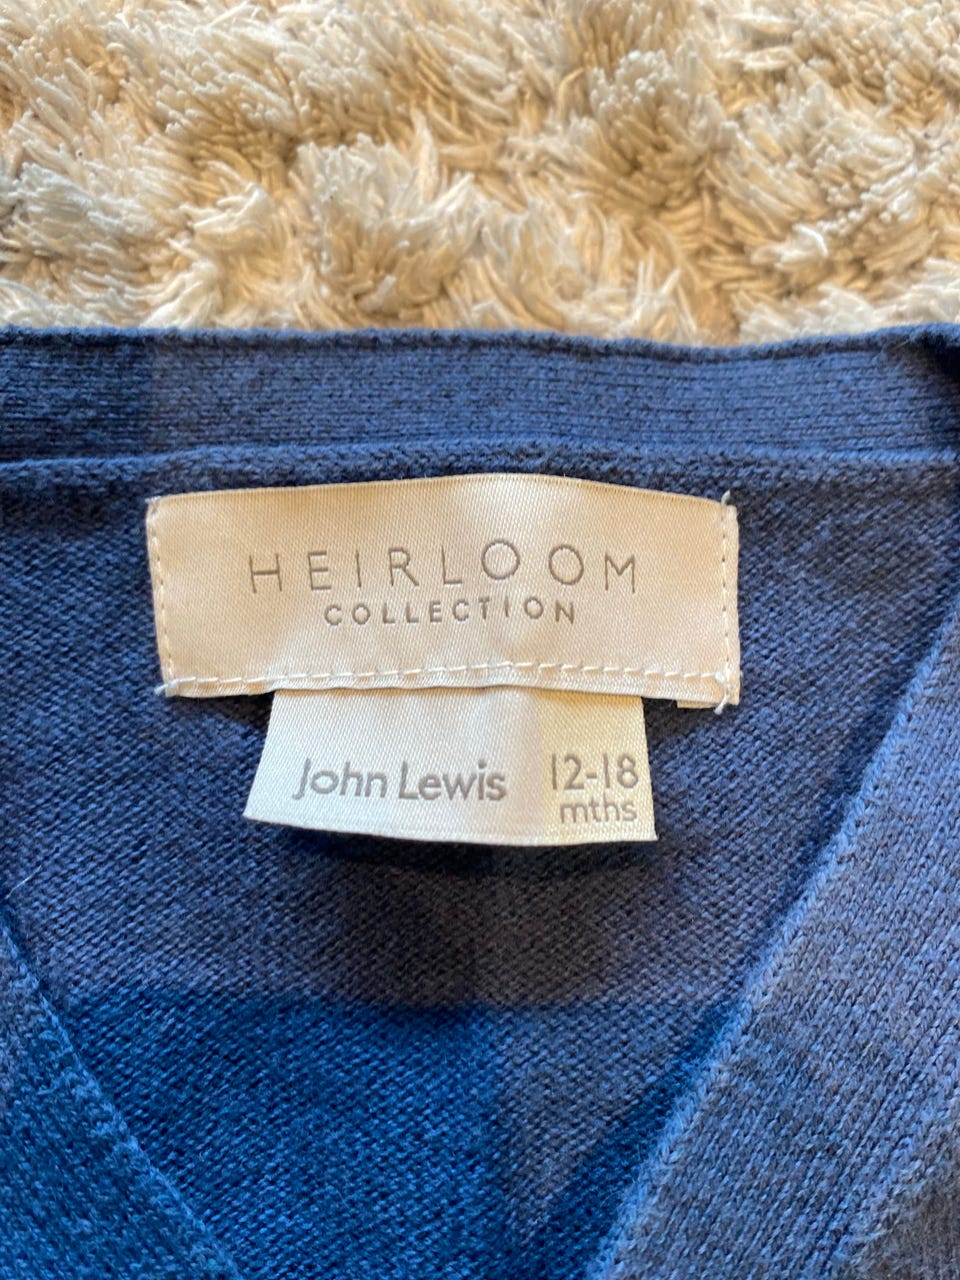 HEIRLOOM
COLLECTION
John Lewis 12-18
mths